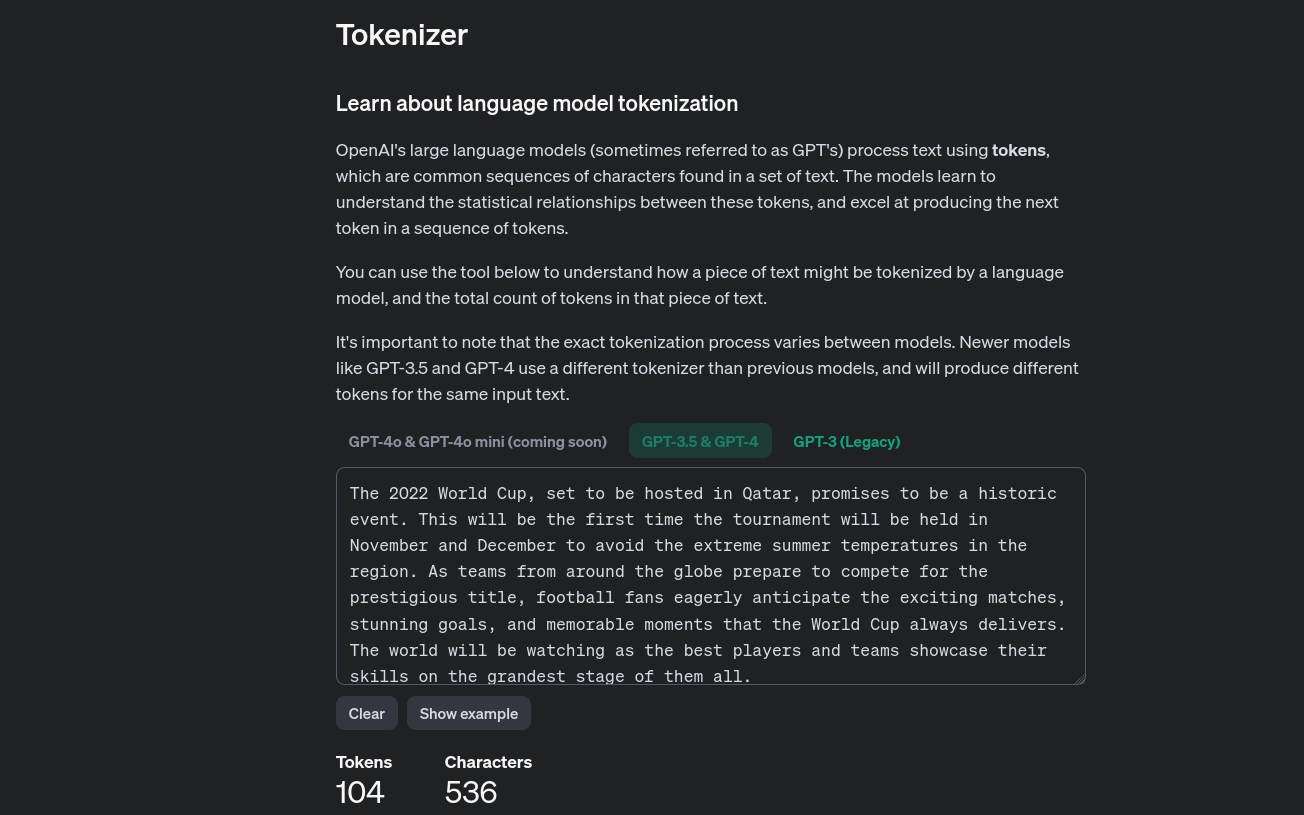 Tokenizer
Learn about language model tokenization
OpenAI's large language models (sometimes referred to as GPT's) process text using tokens,
which are common sequences of characters found in a set of text. The models learn to
understand the statistical relationships between these tokens, and excel at producing the next
token in a sequence of tokens.
You can use the tool below to understand how a piece of text might be tokenized by a language
model, and the total count of tokens in that piece of text.
It's important to note that the exact tokenization process varies between models. Newer models
like GPT-3.5 and GPT-4 use a different tokenizer than previous models, and will produce different
tokens for the same input text.
GPT-4o & GPT-4o mini (coming soon) GPT-3.5 & GPT-4 GPT-3 (Legacy)
The 2022 World Cup, set to be hosted in Qatar, promises to be a historic
event. This will be the first time the tournament will be held in
November and December to avoid the extreme summer temperatures in the
region. As teams from around the globe prepare to compete for the
prestigious title, football fans eagerly anticipate the exciting matches,
stunning goals, and memorable moments that the World Cup always delivers.
The world will be watching as the best players and teams showcase their
skills on the grandest stage of them all.
Clear Show example
Tokens Characters
104 536